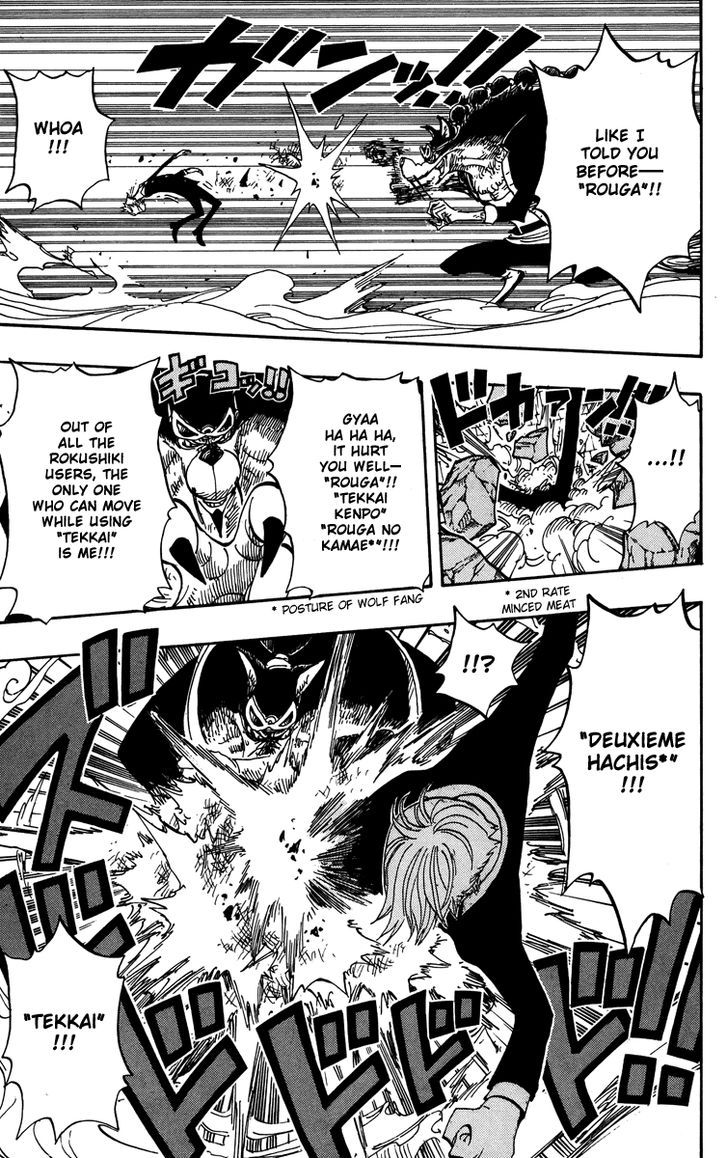 ガンッ!!
LIKE I
TOLD YOU
BEFORE—
"ROUGA"!!
WHOA
!!!
...!!
ドカァン!!
* 2ND RATE
MINCED MEAT
ギコッ!!
GYAA
HA HA HA,
IT HURT
YOU WELL—
"ROUGA"!!
"TEKKAI
KENPO"
"ROUGA NO
KAMAE*"!!!
* POSTURE OF WOLF FANG
OUT OF
ALL THE
ROKUSHIKI
USERS, THE
ONLY ONE
WHO CAN MOVE
WHILE USING
"TEKKAI"
IS ME!!!
"DEUXIEME
HACHIS*"
!!!
!!?
"TEKKAI"
!!!
ズドドドドド!!